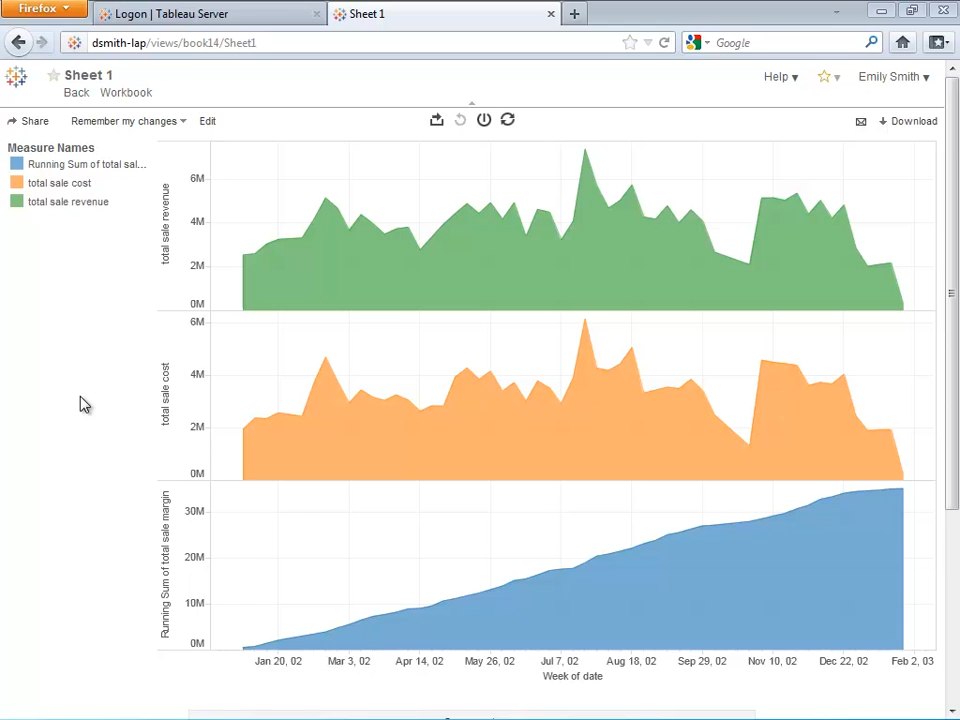 Firefox
Logon | Tableau Server
Sheet 1
dsmith-lap/views/book14/Sheet1
Google
Sheet 1
Help
Emily Smith
Back Workbook
Share Remember my changes Edit
Download
Measure Names
Running Sum of total sal...
total sale cost
total sale revenue
total sale revenue
6M
4M
2M
0M
total sale cost
6M
4M
2M
0M
Running Sum of total sale margin
30M
20M
10M
0M
Jan 20, 02 Mar 3, 02 Apr 14, 02 May 26, 02 Jul 7, 02 Aug 18, 02 Sep 29, 02 Nov 10, 02 Dec 22, 02 Feb 2, 03
Week of date